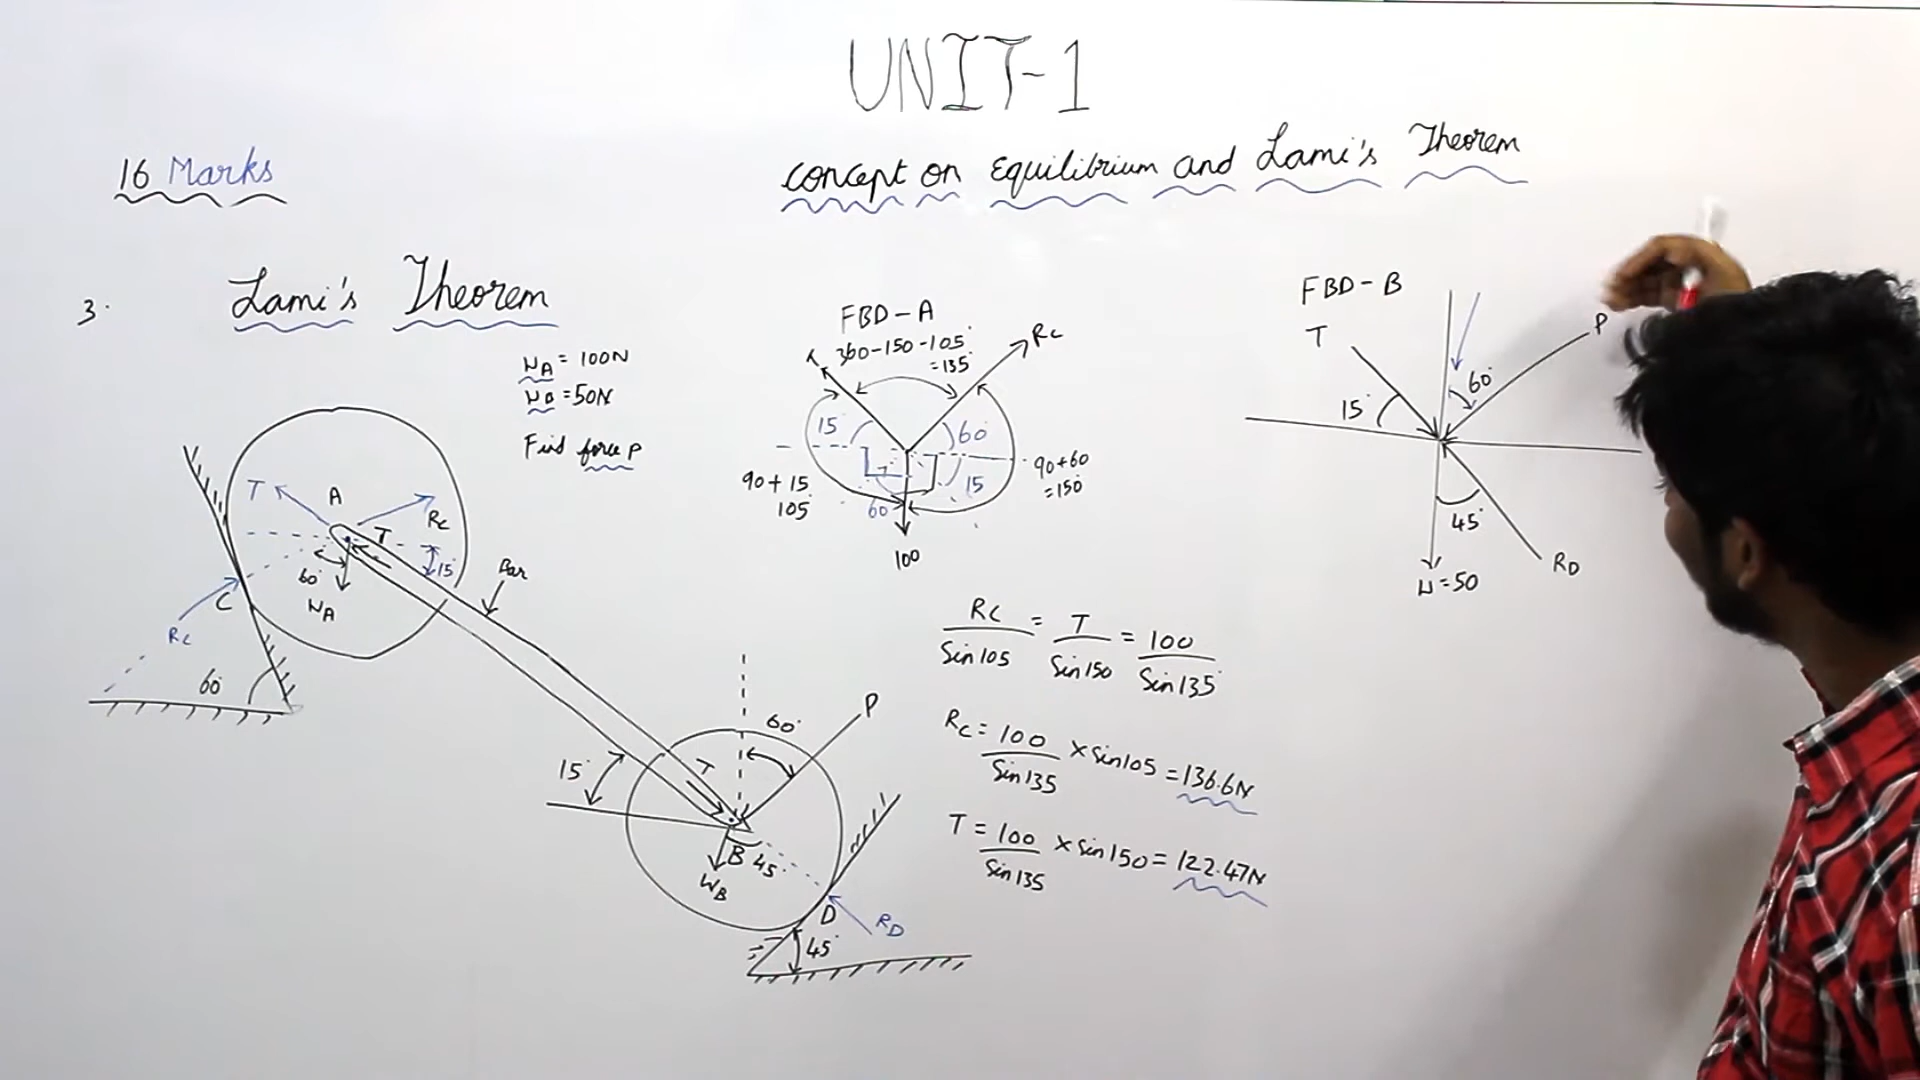 UNIT-1
16 Marks
concept on Equilibrium and Lami's Theorem
3.
Lami's Theorem
WA = 100N
WB = 50N
Find force P
FBD-A
360-150-105°
=135°
Rc
15°
60°
90+15
105°
60
15
90+60
=150°
100
FBD-B
T
P
60°
15°
45°
W=50
RD
T
A
Rc
T
15°
60°
WA
C
Rc
60°
Bar
15°
60°
P
T
B
45°
WB
D
RD
45°
Rc/Sin105 = T/Sin150 = 100/Sin135°
Rc = 100/Sin135 × sin105 = 136.6N
T = 100/Sin135 × sin150 = 122.47N